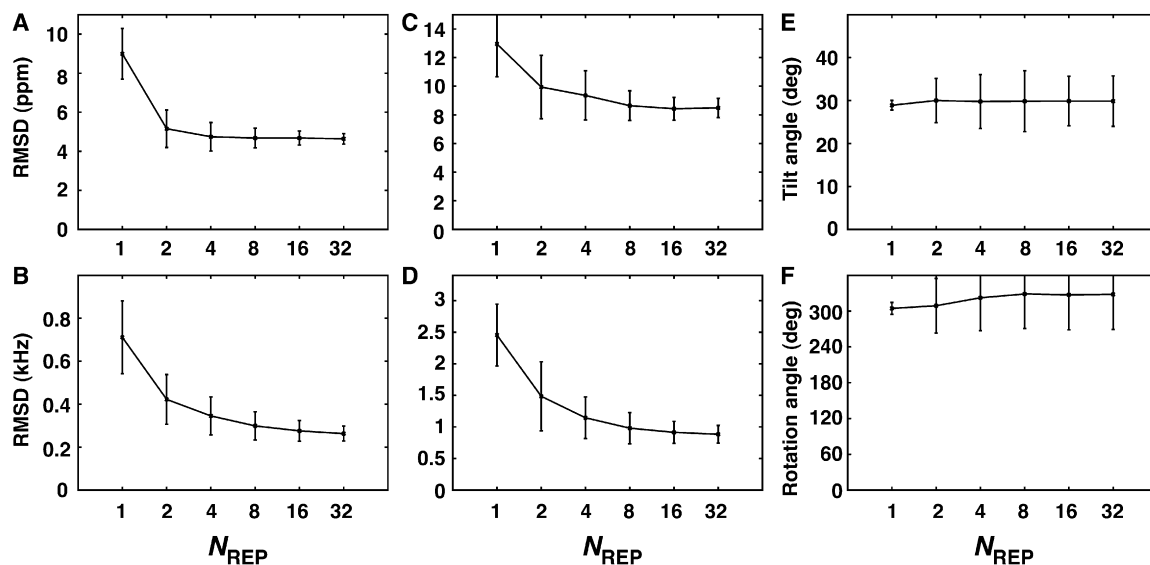 A
RMSD (ppm)
10
8
6
4
2
0
1 2 4 8 16 32
B
RMSD (kHz)
0.8
0.6
0.4
0.2
0
1 2 4 8 16 32
N_REP
C
14
12
10
8
6
4
2
0
1 2 4 8 16 32
D
3
2.5
2
1.5
1
0.5
0
1 2 4 8 16 32
E
Tilt angle (deg)
40
30
20
10
0
1 2 4 8 16 32
F
Rotation angle (deg)
300
240
180
120
60
0
1 2 4 8 16 32
N_REP